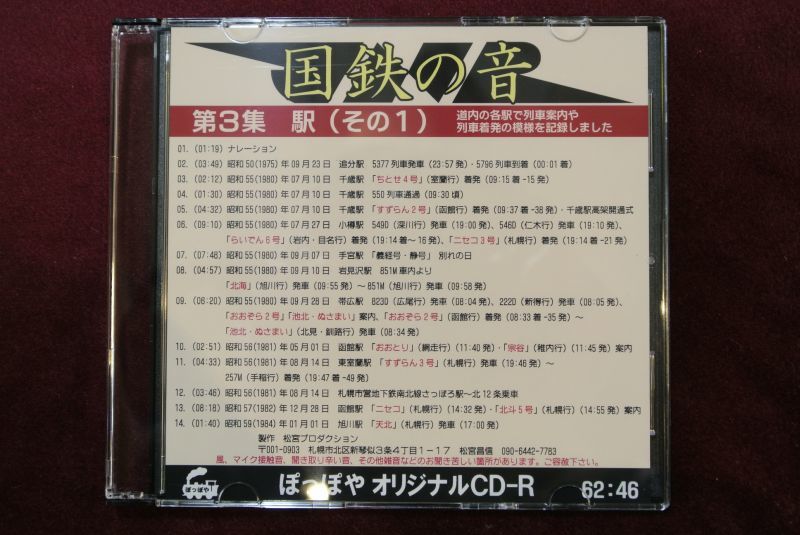 国鉄の音
第3集 駅(その1)
道内の各駅で列車案内や
列車着発の模様を記録しました
01. (01:19) ナレーション
02. (03:49) 昭和50(1975)年09月23日 追分駅 5377列車発車(23:57発)・5796列車到着(00:01着)
03. (02:12) 昭和55(1980)年07月10日 千歳駅 「ちとせ4号」(室蘭行)着発(09:15着-15発)
04. (01:30) 昭和55(1980)年07月10日 千歳駅 550列車通過(09:30頃)
05. (04:32) 昭和55(1980)年07月10日 千歳駅 「すずらん2号」(函館行)着発(09:37着-38発)・千歳駅高架開通式
06. (09:10) 昭和55(1980)年07月27日 小樽駅 549D(深川行)発車(19:00発)、546D(仁木行)発車(19:10発)、
「らいでん6号」(岩内・目名行)着発(19:14着～16発)、「ニセコ3号」(札幌行)着発(19:14着-21発)
07. (07:48) 昭和55(1980)年09月07日 手宮駅 「義経号・静号」 別れの日
08. (04:57) 昭和55(1980)年09月10日 岩見沢駅 851M車内より
「北海」(旭川行)発車(09:55発)～851M(旭川行)発車(09:58発)
09. (06:20) 昭和55(1980)年09月28日 帯広駅 823D(広尾行)発車(08:04発)、222D(新得行)発車(08:05発)、
「おおぞら2号」「池北・ぬさまい」案内、「おおぞら2号」(函館行)着発(08:33着-35発)～
「池北・ぬさまい」(北見・釧路行)発車(08:34発)
10. (02:51) 昭和56(1981)年05月01日 函館駅 「おおとり」(網走行)(11:40発)・「宗谷」(稚内行)(11:45発)案内
11. (04:33) 昭和56(1981)年08月14日 東室蘭駅 「すずらん3号」(札幌行)発車(19:46発)～
257M(手稲行)着発(19:47着-49発)
12. (03:46) 昭和56(1981)年08月14日 札幌市営地下鉄南北線さっぽろ駅～北12条乗車
13. (08:18) 昭和57(1982)年12月28日 函館駅 「ニセコ」(札幌行)(14:32発)・「北斗5号」(札幌行)(14:55発)案内
14. (01:40) 昭和59(1984)年01月01日 旭川駅 「天北」(札幌行)発車(17:00発)
製作 松宮プロダクション
〒001-0903 札幌市北区新琴似3条4丁目1-17 松宮昌信 090-6442-7783
風、マイク接触音、聞き取り辛い音、その他雑音などのお聞き苦しい箇所があります。ご容赦下さい。
ぽっぽや
ぽっぽや オリジナルCD-R 62:46